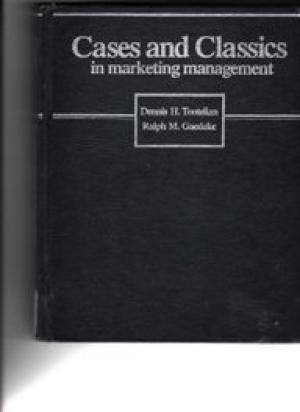 Cases and Classics
in marketing management
Dennis H. Tootelian
Ralph M. Gaedeke